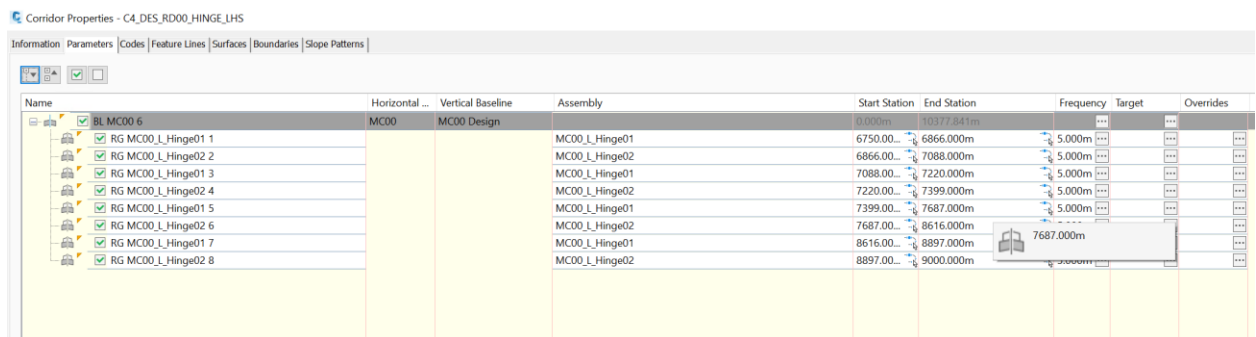 Corridor Properties - C4_DES_RD00_HINGE_LHS
Information Parameters Codes Feature Lines Surfaces Boundaries Slope Patterns
Name Horizontal ... Vertical Baseline Assembly Start Station End Station Frequency Target Overrides
BL MC00 6 MC00 MC00 Design 0.000m 10377.841m ... ...
RG MC00_L_Hinge01 1 MC00_L_Hinge01 6750.00... 6866.000m 5.000m ... ... ...
RG MC00_L_Hinge02 2 MC00_L_Hinge02 6866.00... 7088.000m 5.000m ... ... ...
RG MC00_L_Hinge01 3 MC00_L_Hinge01 7088.00... 7220.000m 5.000m ... ... ...
RG MC00_L_Hinge02 4 MC00_L_Hinge02 7220.00... 7399.000m 5.000m ... ... ...
RG MC00_L_Hinge01 5 MC00_L_Hinge01 7399.00... 7687.000m 5.000m ... ... ...
RG MC00_L_Hinge02 6 MC00_L_Hinge02 7687.00... 8616.000m ...
7687.000m
RG MC00_L_Hinge01 7 MC00_L_Hinge01 8616.00... 8897.000m ...
RG MC00_L_Hinge02 8 MC00_L_Hinge02 8897.00... 9000.000m ... ... ...